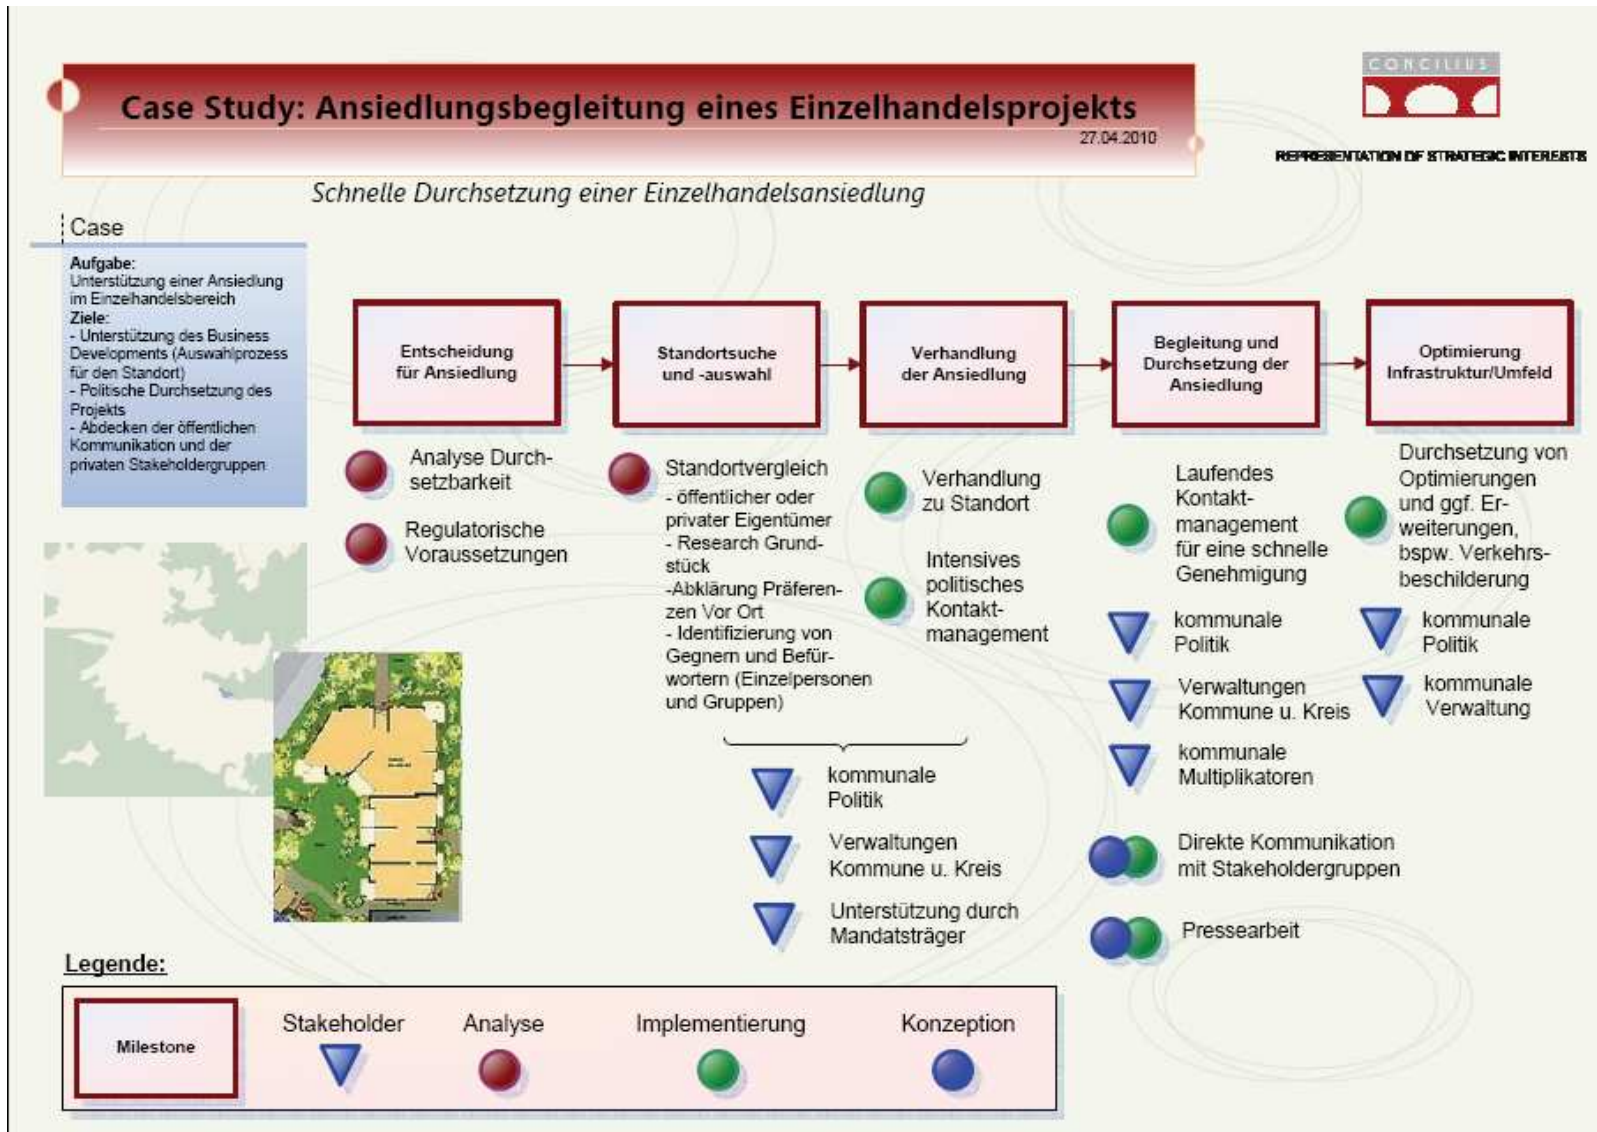 Case Study: Ansiedlungsbegleitung eines Einzelhandelsprojekts
27.04.2010
CONCILIUS
REPRESENTATION OF STRATEGIC INTERESTS
Schnelle Durchsetzung einer Einzelhandelsansiedlung
Case
Aufgabe:
Unterstützung einer Ansiedlung
im Einzelhandelsbereich
Ziele:
- Unterstützung des Business
Developments (Auswahlprozess
für den Standort)
- Politische Durchsetzung des
Projekts
- Abdecken der öffentlichen
Kommunikation und der
privaten Stakeholdergruppen
Entscheidung
für Ansiedlung
Analyse Durch-
setzbarkeit
Regulatorische
Voraussetzungen
Standortsuche
und -auswahl
Standortvergleich
- öffentlicher oder
privater Eigentümer
- Research Grund-
stück
-Abklärung Präferen-
zen Vor Ort
- Identifizierung von
Gegnern und Befür-
wortern (Einzelpersonen
und Gruppen)
Verhandlung
der Ansiedlung
Verhandlung
zu Standort
Intensives
politisches
Kontakt-
management
kommunale
Politik
Verwaltungen
Kommune u. Kreis
Unterstützung durch
Mandatsträger
Begleitung und
Durchsetzung der
Ansiedlung
Laufendes
Kontakt-
management
für eine schnelle
Genehmigung
kommunale
Politik
Verwaltungen
Kommune u. Kreis
kommunale
Multiplikatoren
Direkte Kommunikation
mit Stakeholdergruppen
Pressearbeit
Optimierung
Infrastruktur/Umfeld
Durchsetzung von
Optimierungen
und ggf. Er-
weiterungen,
bspw. Verkehrs-
beschilderung
kommunale
Politik
kommunale
Verwaltung
Legende:
Milestone
Stakeholder
Analyse
Implementierung
Konzeption